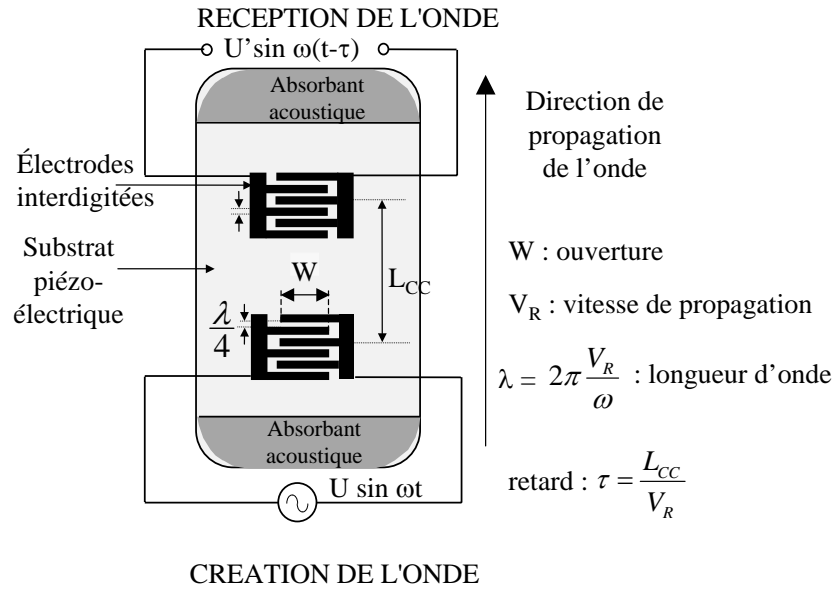 RECEPTION DE L'ONDE
U’sin ω(t-τ)
Absorbant
acoustique
Direction de
propagation
de l’onde
Électrodes
interdigitées
Substrat
piézo-
électrique
W
L_CC
λ/4
W : ouverture
V_R : vitesse de propagation
λ = 2π V_R/ω : longueur d’onde
Absorbant
acoustique
U sin ωt
retard : τ = L_CC/V_R
CREATION DE L'ONDE